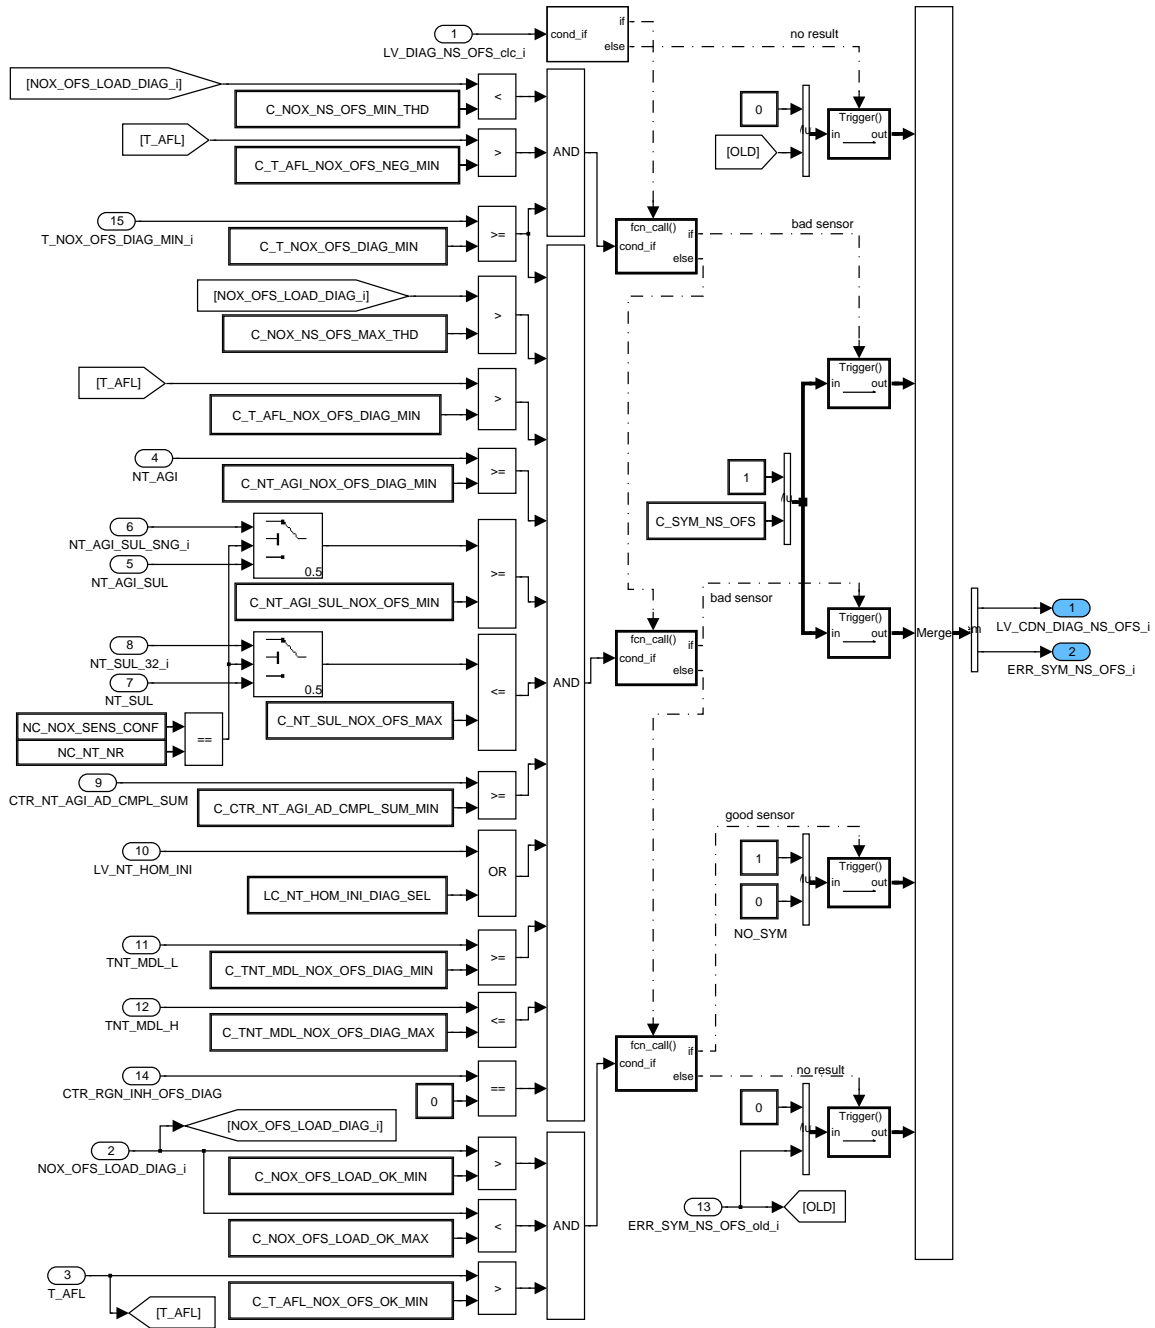 1
LV_DIAG_NS_OFS_clc_i
cond_if
if
else
no result
[NOX_OFS_LOAD_DIAG_i]
C_NOX_NS_OFS_MIN_THD
<
[T_AFL]
C_T_AFL_NOX_OFS_NEG_MIN
>
AND
0
[OLD]
Trigger()
in
out
15
T_NOX_OFS_DIAG_MIN_i
C_T_NOX_OFS_DIAG_MIN
>=
fcn_call()
cond_if
if
else
bad sensor
[NOX_OFS_LOAD_DIAG_i]
C_NOX_NS_OFS_MAX_THD
>
[T_AFL]
C_T_AFL_NOX_OFS_DIAG_MIN
>
Trigger()
in
out
4
NT_AGI
C_NT_AGI_NOX_OFS_DIAG_MIN
>=
1
C_SYM_NS_OFS
6
NT_AGI_SUL_SNG_i
5
NT_AGI_SUL
0.5
C_NT_AGI_SUL_NOX_OFS_MIN
>=
bad sensor
8
NT_SUL_32_i
7
NT_SUL
0.5
C_NT_SUL_NOX_OFS_MAX
<=
AND
fcn_call()
cond_if
if
else
Trigger()
in
out
Merge
1
LV_CDN_DIAG_NS_OFS_i
2
ERR_SYM_NS_OFS_i
NC_NOX_SENS_CONF
NC_NT_NR
==
9
CTR_NT_AGI_AD_CMPL_SUM
C_CTR_NT_AGI_AD_CMPL_SUM_MIN
>=
10
LV_NT_HOM_INI
LC_NT_HOM_INI_DIAG_SEL
OR
good sensor
1
0
NO_SYM
Trigger()
in
out
11
TNT_MDL_L
C_TNT_MDL_NOX_OFS_DIAG_MIN
>=
12
TNT_MDL_H
C_TNT_MDL_NOX_OFS_DIAG_MAX
<=
14
CTR_RGN_INH_OFS_DIAG
0
==
fcn_call()
cond_if
if
else
no result
0
Trigger()
in
out
[NOX_OFS_LOAD_DIAG_i]
2
NOX_OFS_LOAD_DIAG_i
C_NOX_OFS_LOAD_OK_MIN
>
C_NOX_OFS_LOAD_OK_MAX
<
AND
13
ERR_SYM_NS_OFS_old_i
[OLD]
3
T_AFL
[T_AFL]
C_T_AFL_NOX_OFS_OK_MIN
>